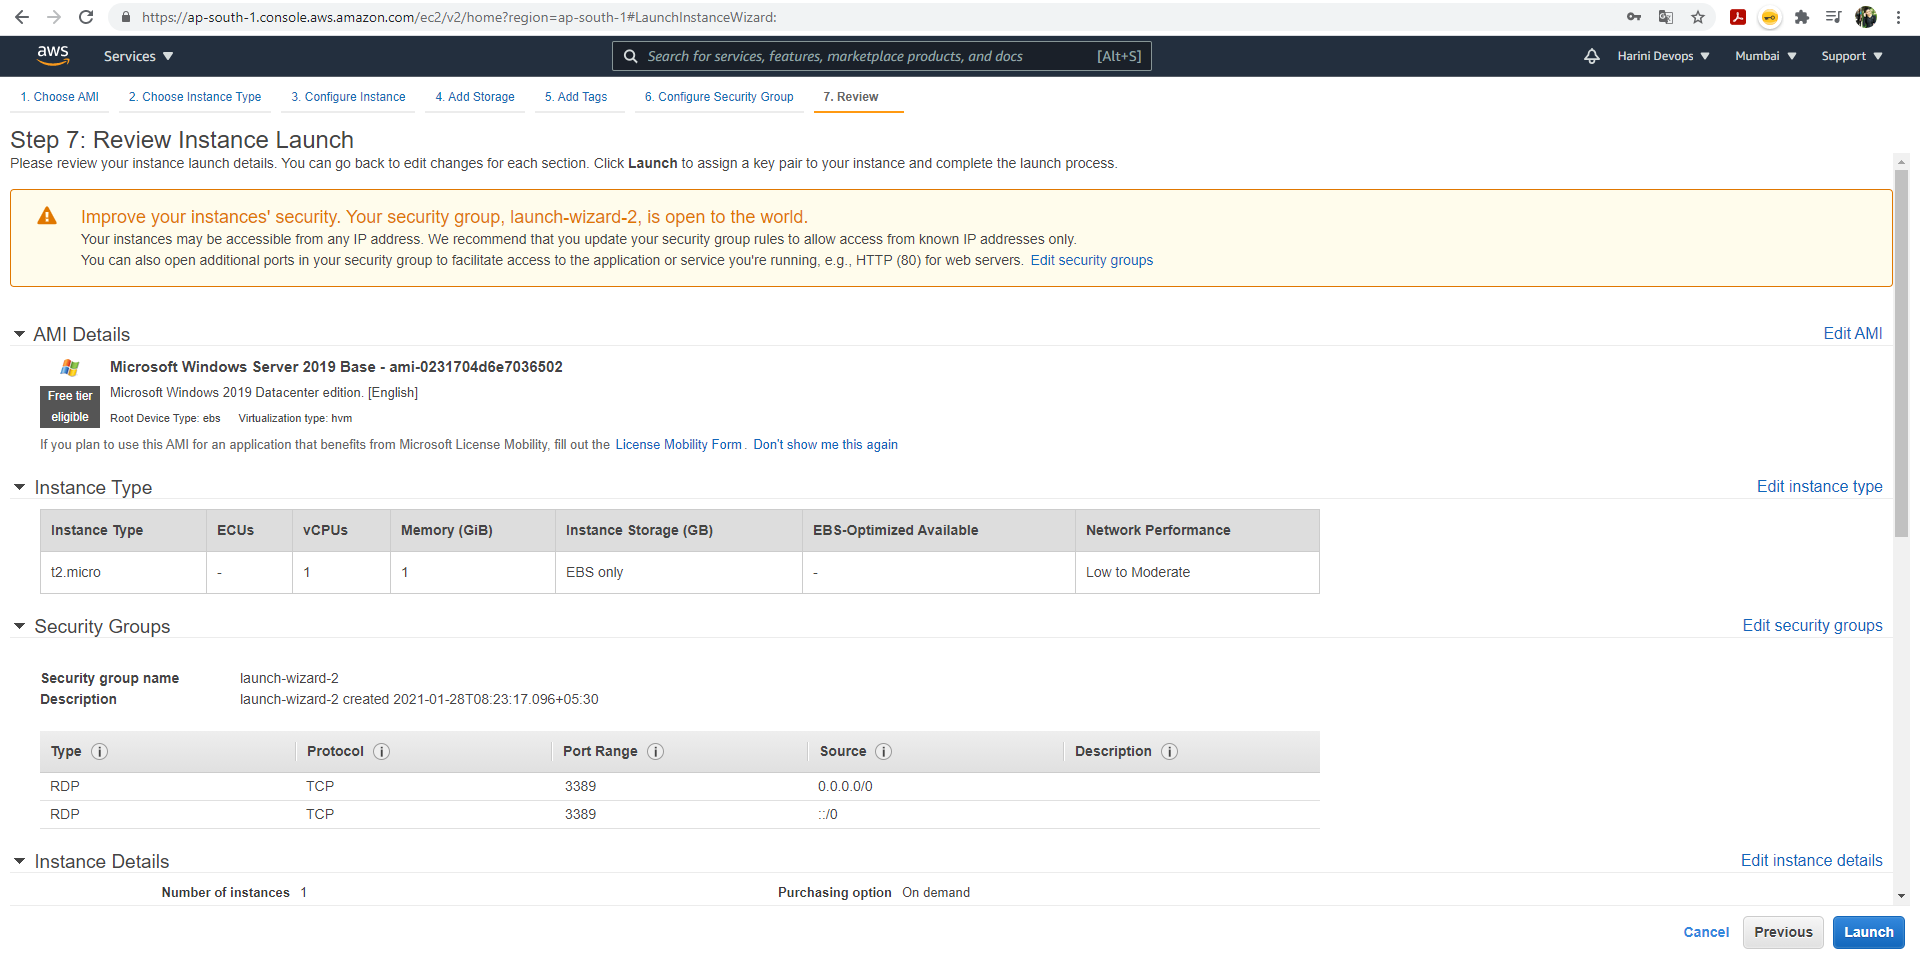 https://ap-south-1.console.aws.amazon.com/ec2/v2/home?region=ap-south-1#LaunchInstanceWizard:
aws Services Search for services, features, marketplace products, and docs [Alt+S] Harini Devops Mumbai Support
1. Choose AMI 2. Choose Instance Type 3. Configure Instance 4. Add Storage 5. Add Tags 6. Configure Security Group 7. Review
Step 7: Review Instance Launch
Please review your instance launch details. You can go back to edit changes for each section. Click Launch to assign a key pair to your instance and complete the launch process.
Improve your instances' security. Your security group, launch-wizard-2, is open to the world.
Your instances may be accessible from any IP address. We recommend that you update your security group rules to allow access from known IP addresses only.
You can also open additional ports in your security group to facilitate access to the application or service you're running, e.g., HTTP (80) for web servers. Edit security groups
AMI Details Edit AMI
Microsoft Windows Server 2019 Base - ami-0231704d6e7036502
Free tier eligible
Microsoft Windows 2019 Datacenter edition. [English]
Root Device Type: ebs Virtualization type: hvm
If you plan to use this AMI for an application that benefits from Microsoft License Mobility, fill out the License Mobility Form. Don't show me this again
Instance Type Edit instance type
Instance Type ECUs vCPUs Memory (GiB) Instance Storage (GB) EBS-Optimized Available Network Performance
t2.micro - 1 1 EBS only - Low to Moderate
Security Groups Edit security groups
Security group name launch-wizard-2
Description launch-wizard-2 created 2021-01-28T08:23:17.096+05:30
Type Protocol Port Range Source Description
RDP TCP 3389 0.0.0.0/0
RDP TCP 3389 ::/0
Instance Details Edit instance details
Number of instances 1 Purchasing option On demand
Cancel Previous Launch